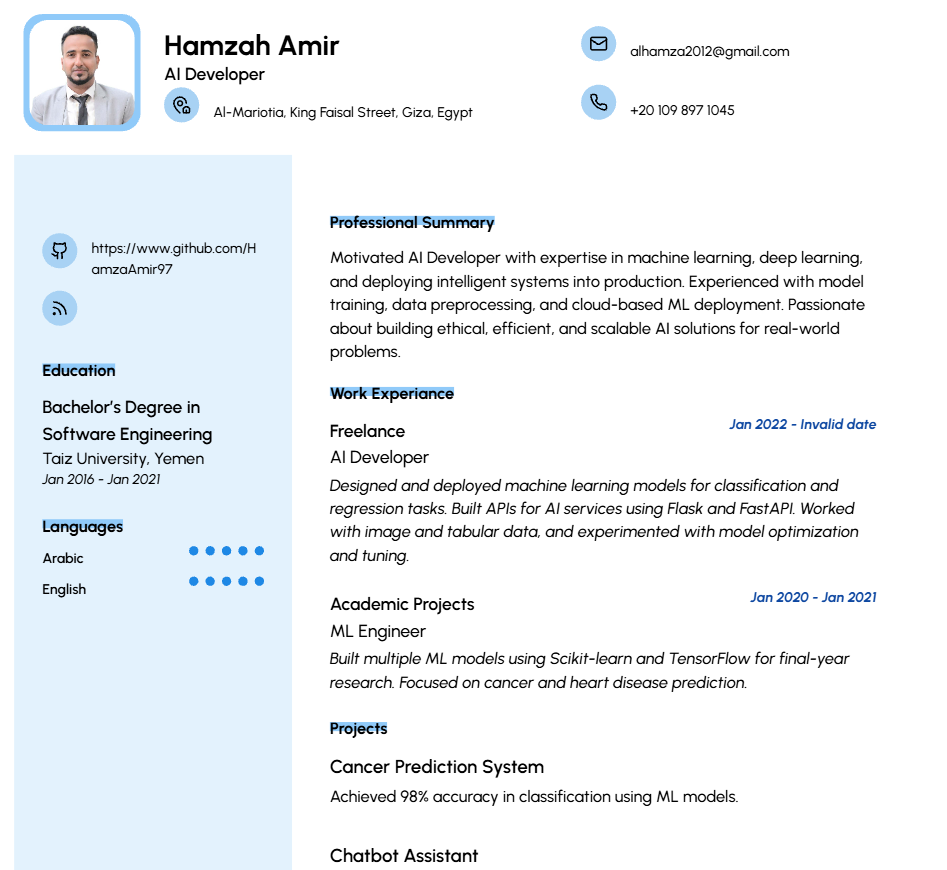 Hamzah Amir
AI Developer
Al-Mariotia, King Faisal Street, Giza, Egypt
alhamza2012@gmail.com
+20 109 897 1045
https://www.github.com/H
amzaAmir97
Education
Bachelor's Degree in
Software Engineering
Taiz University, Yemen
Jan 2016 - Jan 2021
Languages
Arabic
English
Professional Summary
Motivated AI Developer with expertise in machine learning, deep learning,
and deploying intelligent systems into production. Experienced with model
training, data preprocessing, and cloud-based ML deployment. Passionate
about building ethical, efficient, and scalable AI solutions for real-world
problems.
Work Experiance
Freelance
Jan 2022 - Invalid date
AI Developer
Designed and deployed machine learning models for classification and
regression tasks. Built APIs for AI services using Flask and FastAPI. Worked
with image and tabular data, and experimented with model optimization
and tuning.
Academic Projects
Jan 2020 - Jan 2021
ML Engineer
Built multiple ML models using Scikit-learn and TensorFlow for final-year
research. Focused on cancer and heart disease prediction.
Projects
Cancer Prediction System
Achieved 98% accuracy in classification using ML models.
Chatbot Assistant